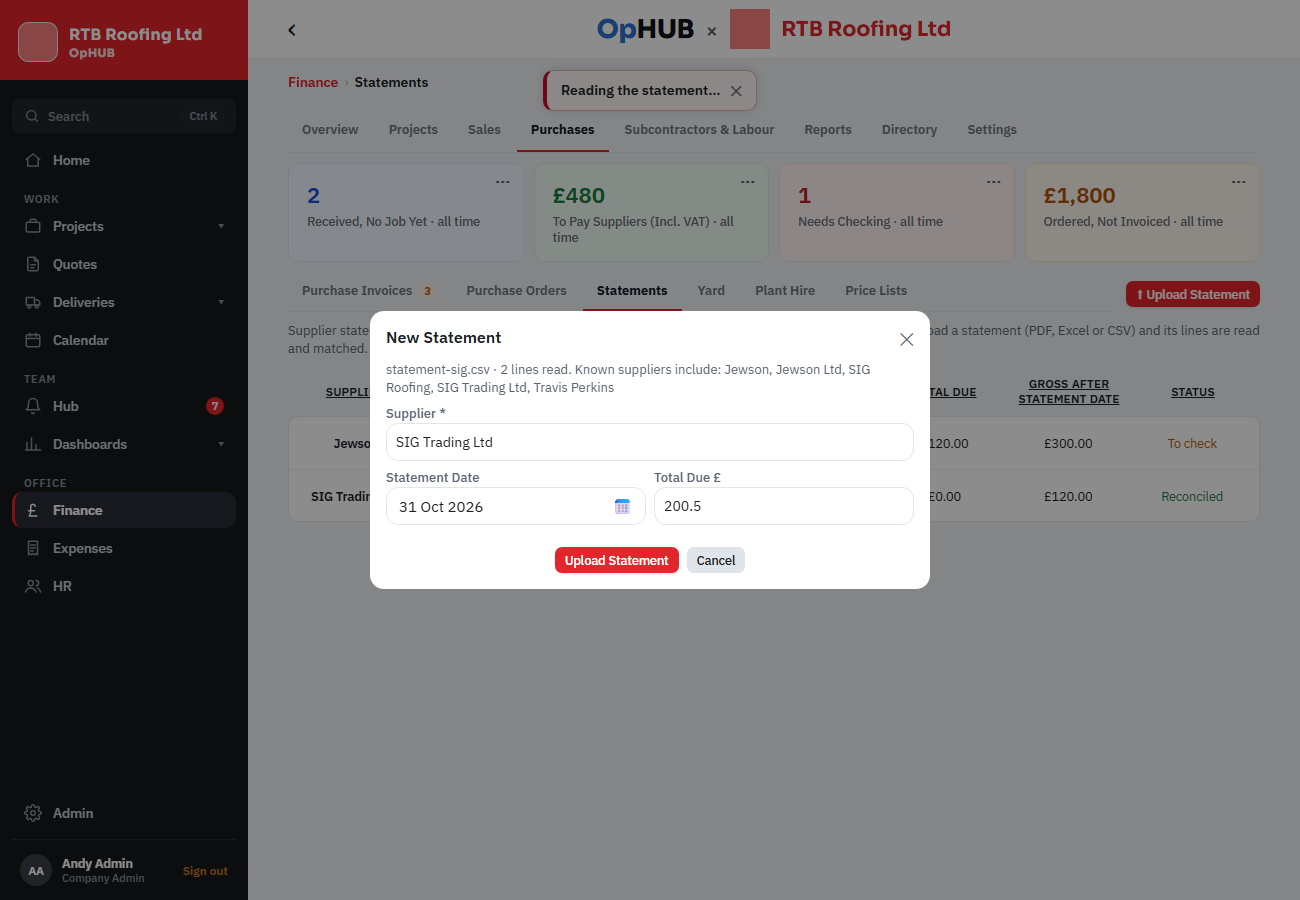 RTB Roofing Ltd
OpHUB
Search
Ctrl K
Home
WORK
Projects
Quotes
Deliveries
Calendar
TEAM
Hub
7
Dashboards
OFFICE
£ Finance
Expenses
HR
Admin
AA
Andy Admin
Company Admin
Sign out
OpHUB × RTB Roofing Ltd
Finance › Statements
Reading the statement...
Overview
Projects
Sales
Purchases
Subcontractors & Labour
Reports
Directory
Settings
2
Received, No Job Yet · all time
£480
To Pay Suppliers (Incl. VAT) · all
time
1
Needs Checking · all time
£1,800
Ordered, Not Invoiced · all time
Purchase Invoices 3
Purchase Orders
Statements
Yard
Plant Hire
Price Lists
⬆ Upload Statement
Supplier state
oad a statement (PDF, Excel or CSV) and its lines are read
and matched.
SUPPLI
TAL DUE
GROSS AFTER
STATEMENT DATE
STATUS
Jewso
120.00
£300.00
To check
SIG Tradin
£0.00
£120.00
Reconciled
New Statement
statement-sig.csv · 2 lines read. Known suppliers include: Jewson, Jewson Ltd, SIG
Roofing, SIG Trading Ltd, Travis Perkins
Supplier *
SIG Trading Ltd
Statement Date
Total Due £
31 Oct 2026
200.5
Upload Statement
Cancel